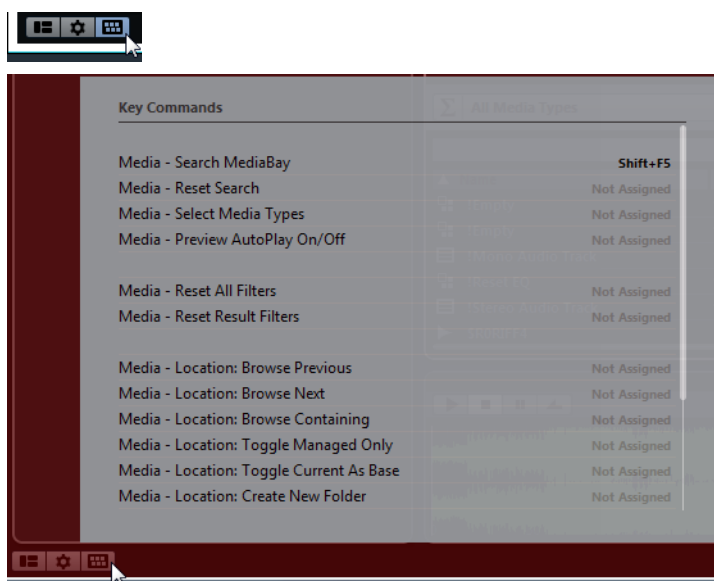 Key Commands
Σ All Media Types
Media - Search MediaBay Shift+F5
Media - Reset Search Not Assigned
Media - Select Media Types Not Assigned
Media - Preview AutoPlay On/Off Not Assigned
Media - Reset All Filters Not Assigned
Media - Reset Result Filters Not Assigned
Media - Location: Browse Previous Not Assigned
Media - Location: Browse Next Not Assigned
Media - Location: Browse Containing Not Assigned
Media - Location: Toggle Managed Only Not Assigned
Media - Location: Toggle Current As Base Not Assigned
Media - Location: Create New Folder Not Assigned